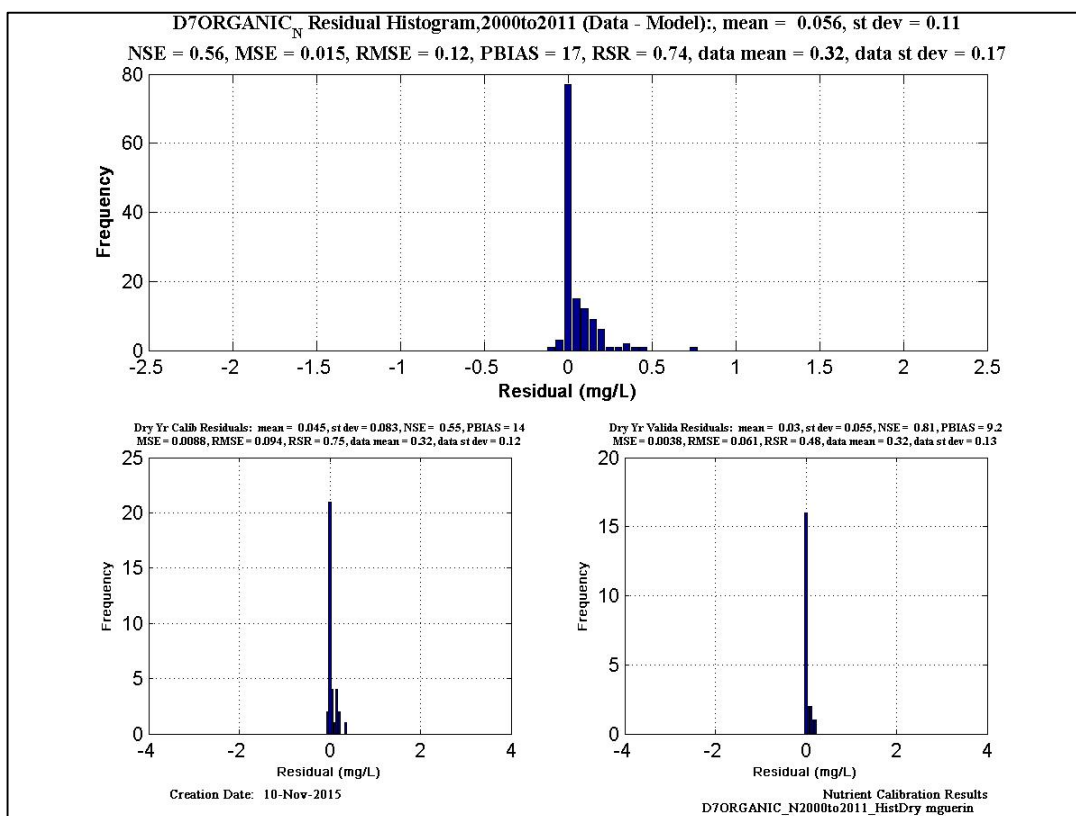 D7ORGANIC_N Residual Histogram,2000to2011 (Data - Model):, mean = 0.056, st dev = 0.11
NSE = 0.56, MSE = 0.015, RMSE = 0.12, PBIAS = 17, RSR = 0.74, data mean = 0.32, data st dev = 0.17
80
60
40
20
0
Frequency
-2.5 -2 -1.5 -1 -0.5 0 0.5 1 1.5 2 2.5
Residual (mg/L)
Dry Yr Calib Residuals: mean = 0.045, st dev = 0.083, NSE = 0.55, PBIAS = 14
MSE = 0.0088, RMSE = 0.094, RSR = 0.75, data mean = 0.32, data st dev = 0.12
25
20
15
10
5
0
Frequency
-4 -2 0 2 4
Residual (mg/L)
Dry Yr Valida Residuals: mean = 0.03, st dev = 0.055, NSE = 0.81, PBIAS = 9.2
MSE = 0.0038, RMSE = 0.061, RSR = 0.48, data mean = 0.32, data st dev = 0.13
20
15
10
5
0
Frequency
-4 -2 0 2 4
Residual (mg/L)
Creation Date: 10-Nov-2015
Nutrient Calibration Results
D7ORGANIC_N2000to2011_HistDry mguerin